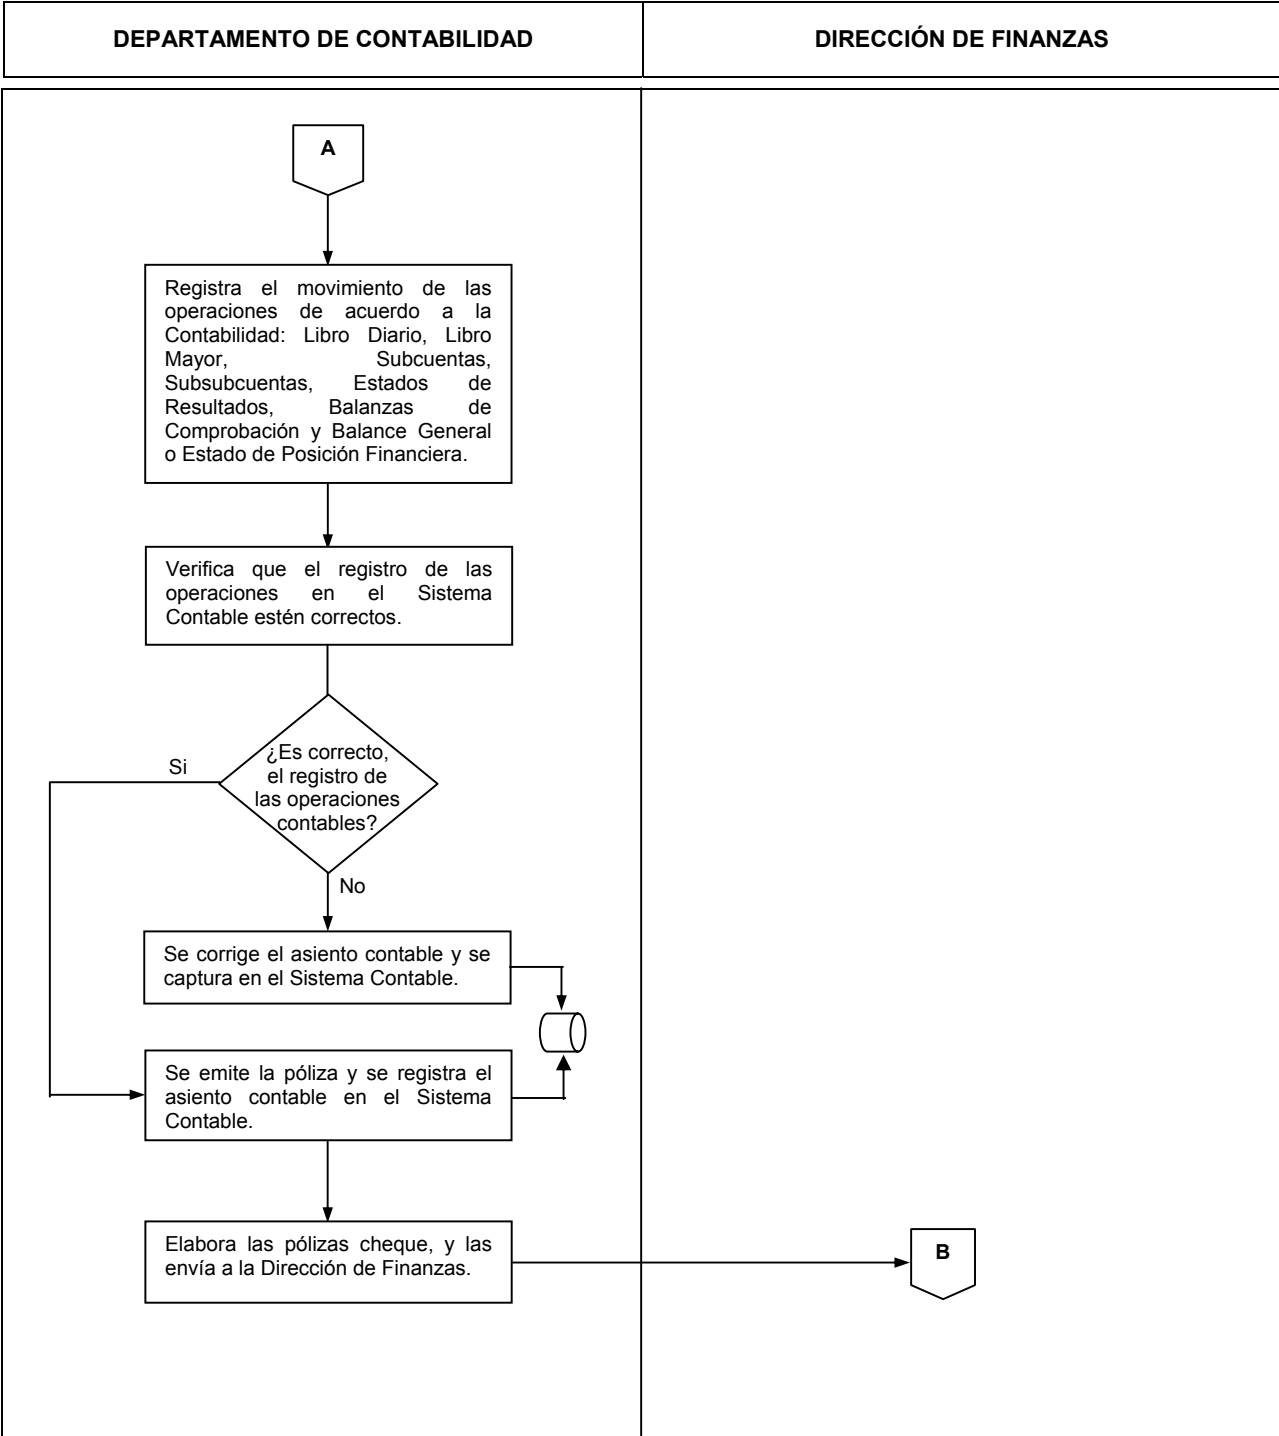 DEPARTAMENTO DE CONTABILIDAD
DIRECCIÓN DE FINANZAS
A
Registra el movimiento de las
operaciones de acuerdo a la
Contabilidad: Libro Diario, Libro
Mayor, Subcuentas,
Subsubcuentas, Estados de
Resultados, Balanzas de
Comprobación y Balance General
o Estado de Posición Financiera.
Verifica que el registro de las
operaciones en el Sistema
Contable estén correctos.
¿Es correcto,
el registro de
las operaciones
contables?
Si
No
Se corrige el asiento contable y se
captura en el Sistema Contable.
Se emite la póliza y se registra el
asiento contable en el Sistema
Contable.
Elabora las pólizas cheque, y las
envía a la Dirección de Finanzas.
B